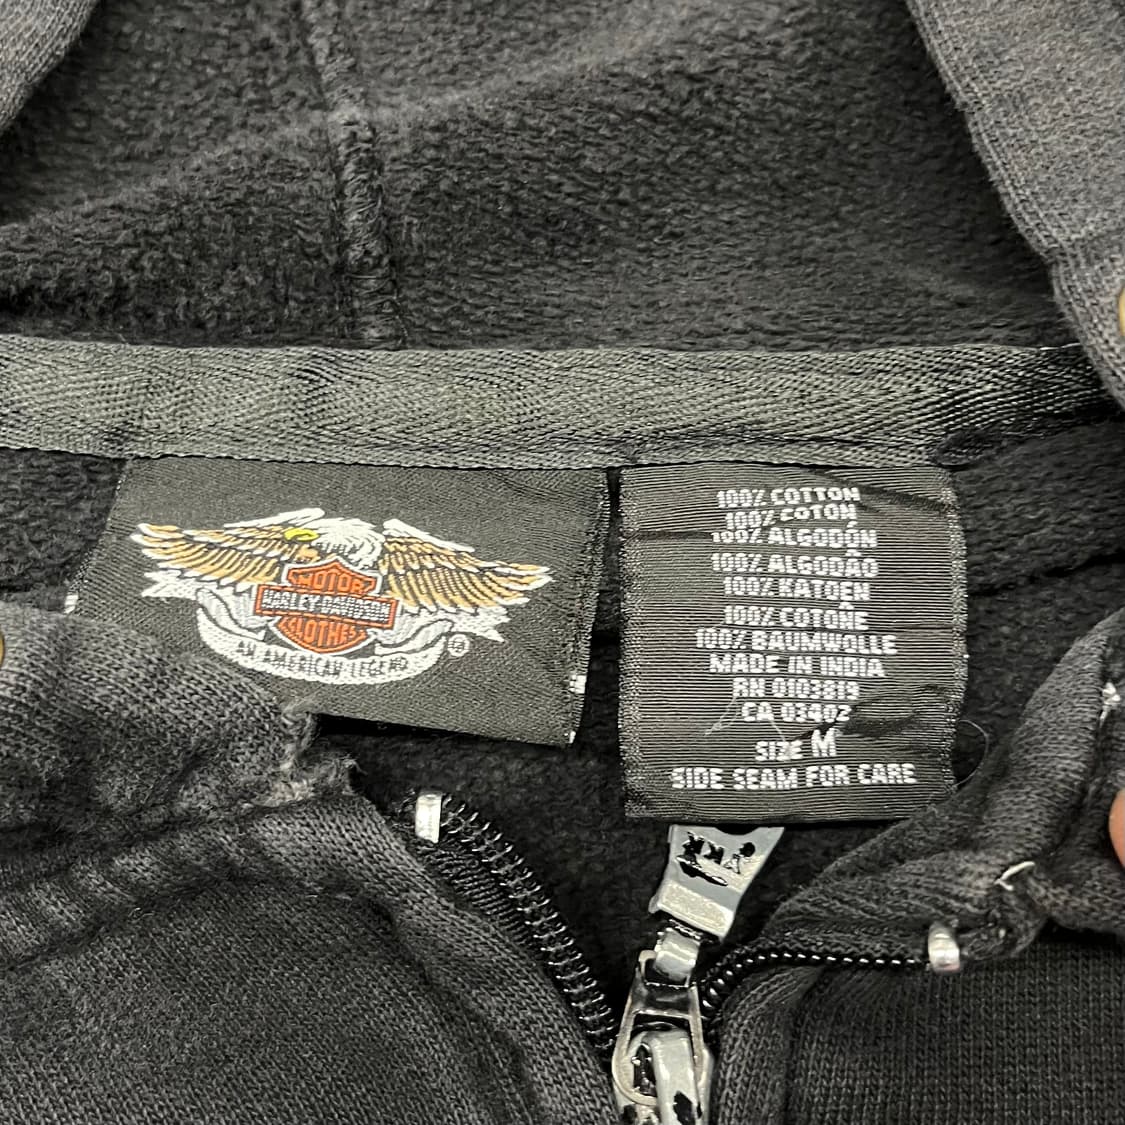 MOTOR
HARLEY-DAVIDSON
CLOTHES
AN AMERICAN LEGEND
®
100% COTTON
100% COTON
100% ALGODÓN
100% ALGODÃO
100% KATOEN
100% COTONE
100% BAUMWOLLE
MADE IN INDIA
RN 0103819
CA 03402
SIZE M
SIDE SEAM FOR CARE
YKK